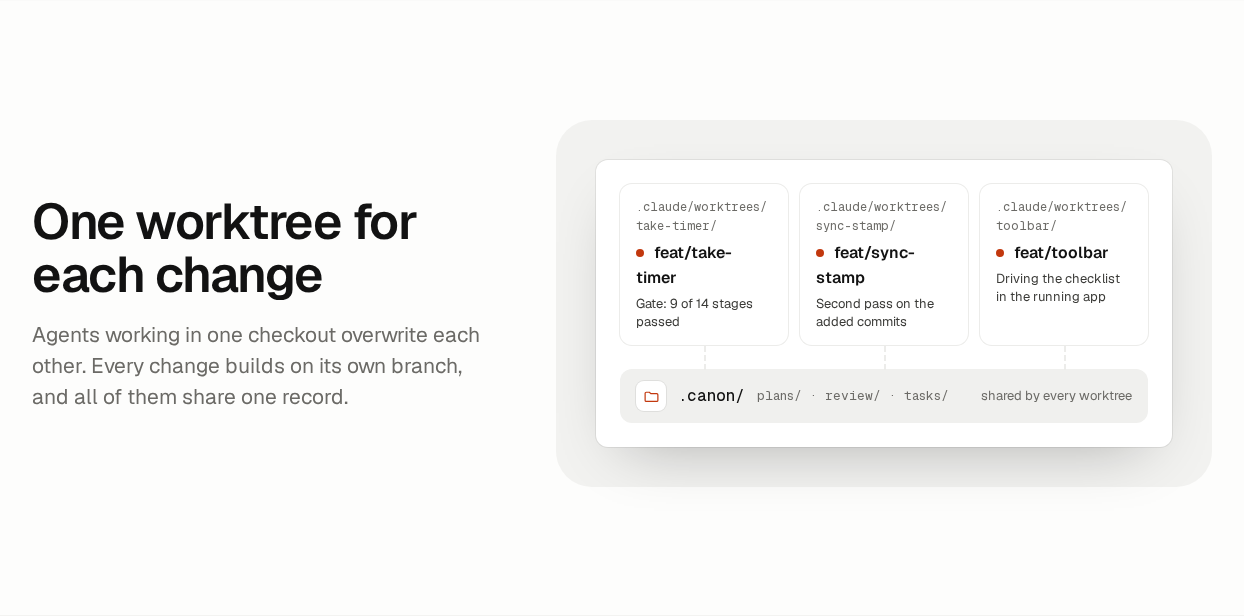 One worktree for
each change
Agents working in one checkout overwrite each
other. Every change builds on its own branch,
and all of them share one record.
.claude/worktrees/
take-timer/
feat/take-
timer
Gate: 9 of 14 stages
passed
.claude/worktrees/
sync-stamp/
feat/sync-
stamp
Second pass on the
added commits
.claude/worktrees/
toolbar/
feat/toolbar
Driving the checklist
in the running app
.canon/ plans/ · review/ · tasks/ shared by every worktree